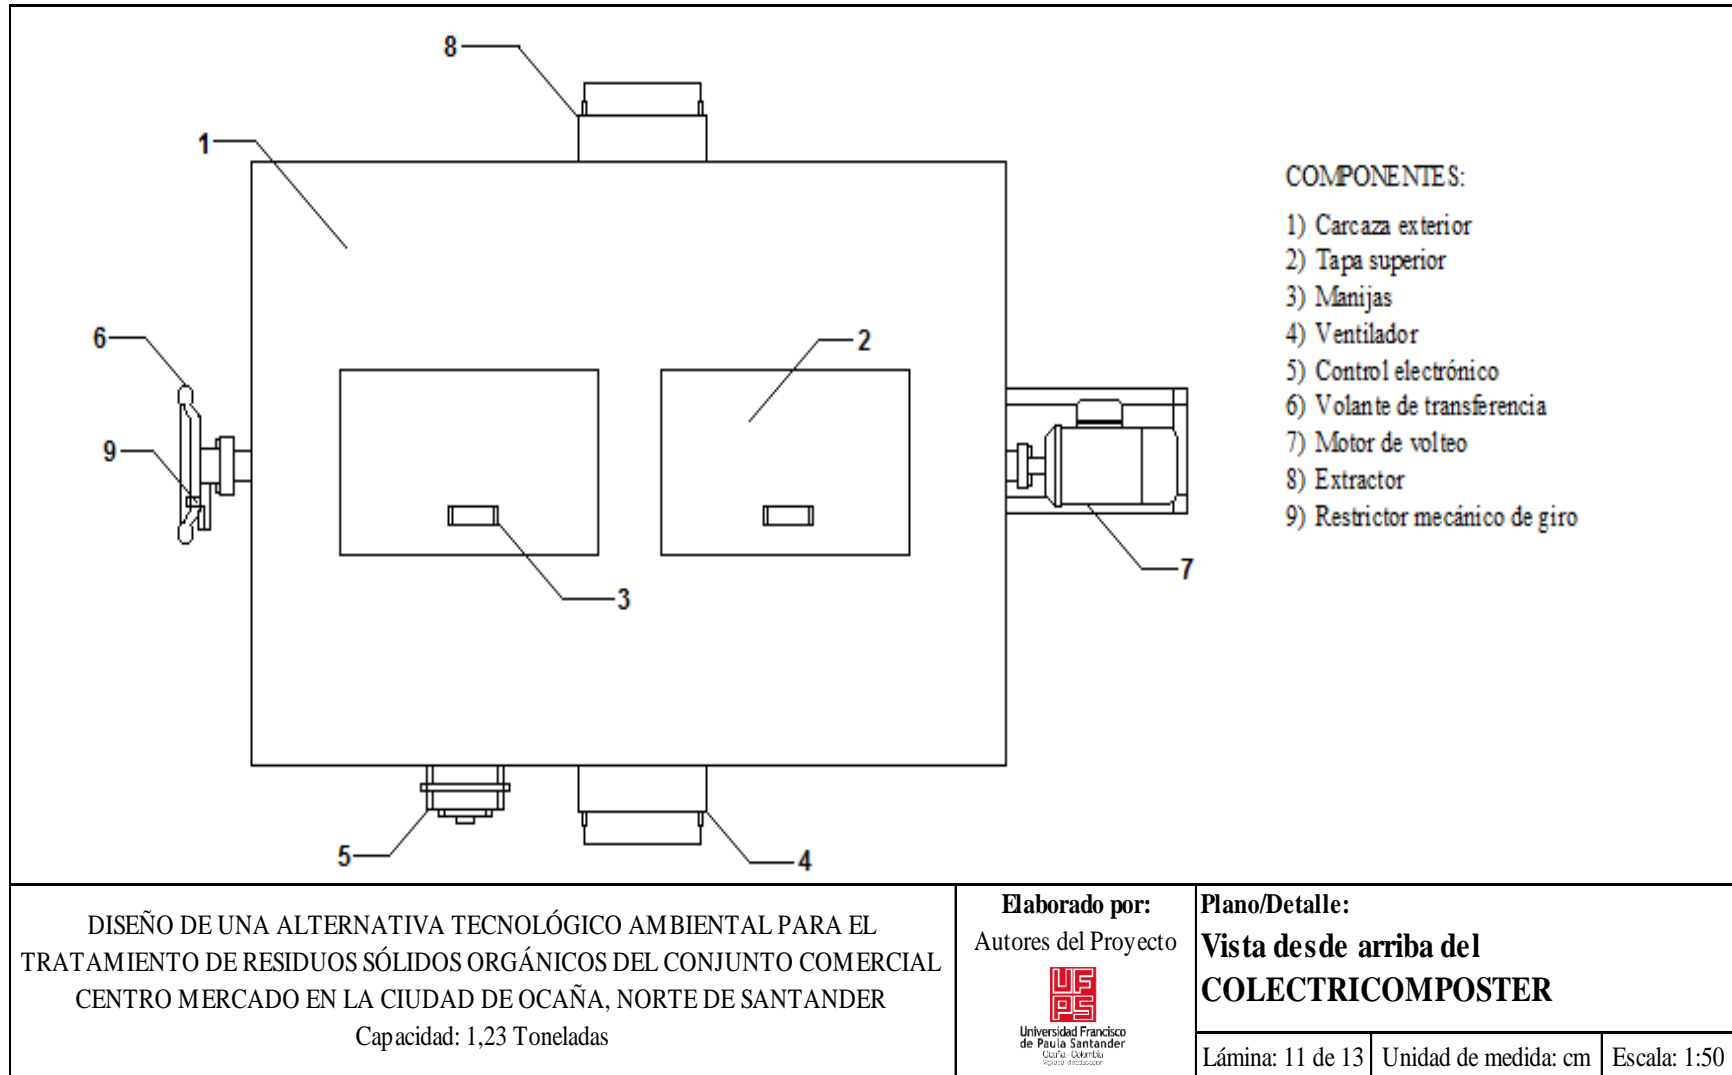 8
1
6
2
9
3
7
5
4
COMPONENTES:
1) Carcaza exterior
2) Tapa superior
3) Manijas
4) Ventilador
5) Control electrónico
6) Volante de transferencia
7) Motor de volteo
8) Extractor
9) Restrictor mecánico de giro
DISEÑO DE UNA ALTERNATIVA TECNOLÓGICO AMBIENTAL PARA EL
TRATAMIENTO DE RESIDUOS SÓLIDOS ORGÁNICOS DEL CONJUNTO COMERCIAL
CENTRO MERCADO EN LA CIUDAD DE OCAÑA, NORTE DE SANTANDER
Capacidad: 1,23 Toneladas
Elaborado por:
Autores del Proyecto
UF
PS
Universidad Francisco
de Paula Santander
Ocaña - Colombia
Plano/Detalle:
Vista desde arriba del
COLECTRICOMPOSTER
Lámina: 11 de 13
Unidad de medida: cm
Escala: 1:50